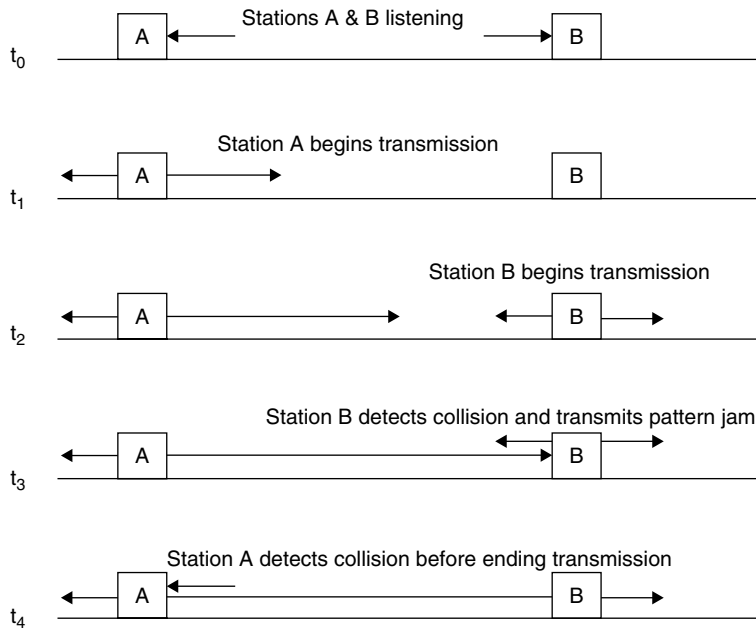 Stations A & B listening
A B
t0
Station A begins transmission
A B
t1
Station B begins transmission
A B
t2
Station B detects collision and transmits pattern jam
A B
t3
Station A detects collision before ending transmission
A B
t4